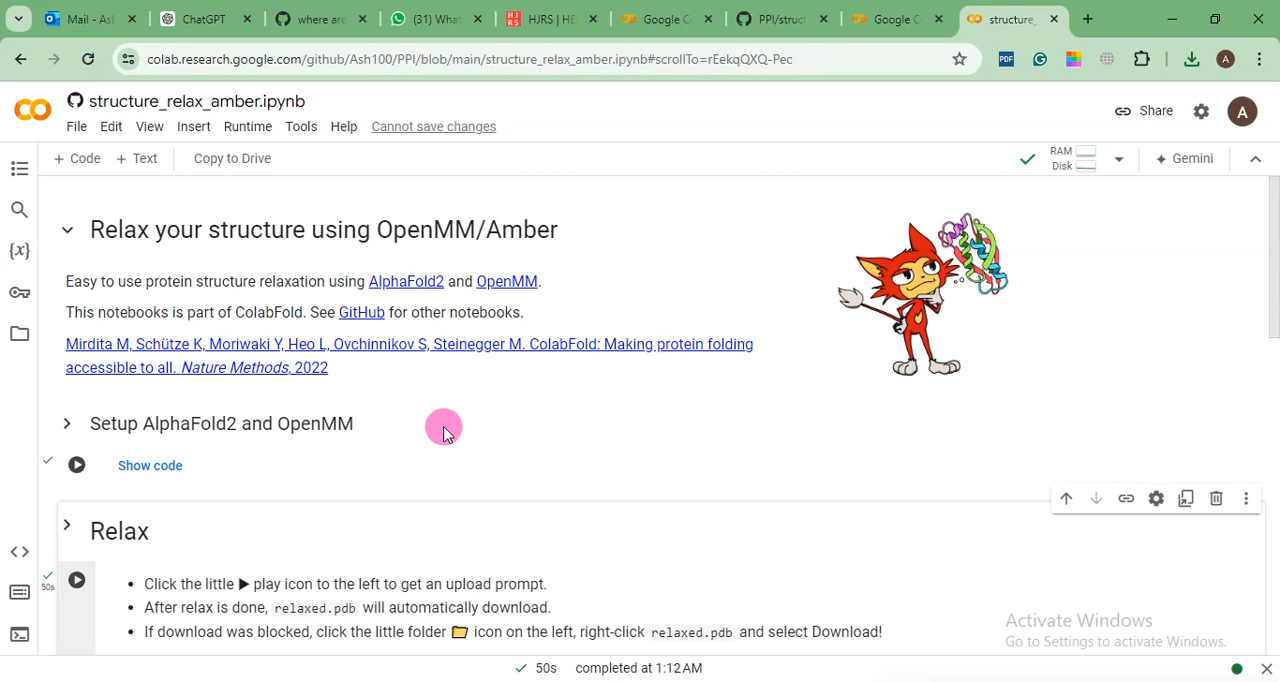 Mail - Ash
ChatGPT
where are
(31) What
HJRS | HE
Google C
PPI/struct
Google C
structure_
colab.research.google.com/github/Ash100/PPI/blob/main/structure_relax_amber.ipynb#scrollTo=rEekqQXQ-Pec
PDF
A
structure_relax_amber.ipynb
Share
A
File Edit View Insert Runtime Tools Help Cannot save changes
+ Code + Text Copy to Drive
RAM
Disk
Gemini
Relax your structure using OpenMM/Amber
Easy to use protein structure relaxation using AlphaFold2 and OpenMM.
This notebooks is part of ColabFold. See GitHub for other notebooks.
Mirdita M, Schütze K, Moriwaki Y, Heo L, Ovchinnikov S, Steinegger M. ColabFold: Making protein folding
accessible to all. Nature Methods, 2022
Setup AlphaFold2 and OpenMM
Show code
Relax
50s
• Click the little ▶ play icon to the left to get an upload prompt.
• After relax is done, relaxed.pdb will automatically download.
• If download was blocked, click the little folder 📁 icon on the left, right-click relaxed.pdb and select Download!
Activate Windows
Go to Settings to activate Windows.
✓ 50s completed at 1:12 AM